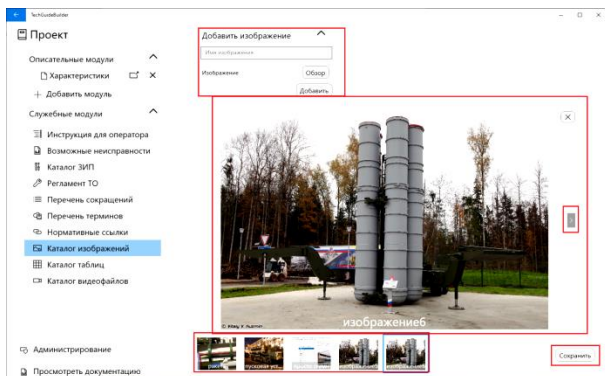 TechGuideBuilder
Проект
Описательные модули
Характеристики
Добавить модуль
Служебные модули
Инструкция для оператора
Возможные неисправности
Каталог ЗИП
Регламент ТО
Перечень сокращений
Перечень терминов
Нормативные ссылки
Каталог изображений
Каталог таблиц
Каталог видеофайлов
Администрирование
Просмотреть документацию
Добавить изображение
Имя изображения
Изображение
Обзор
Добавить
изображение6
Сохранить